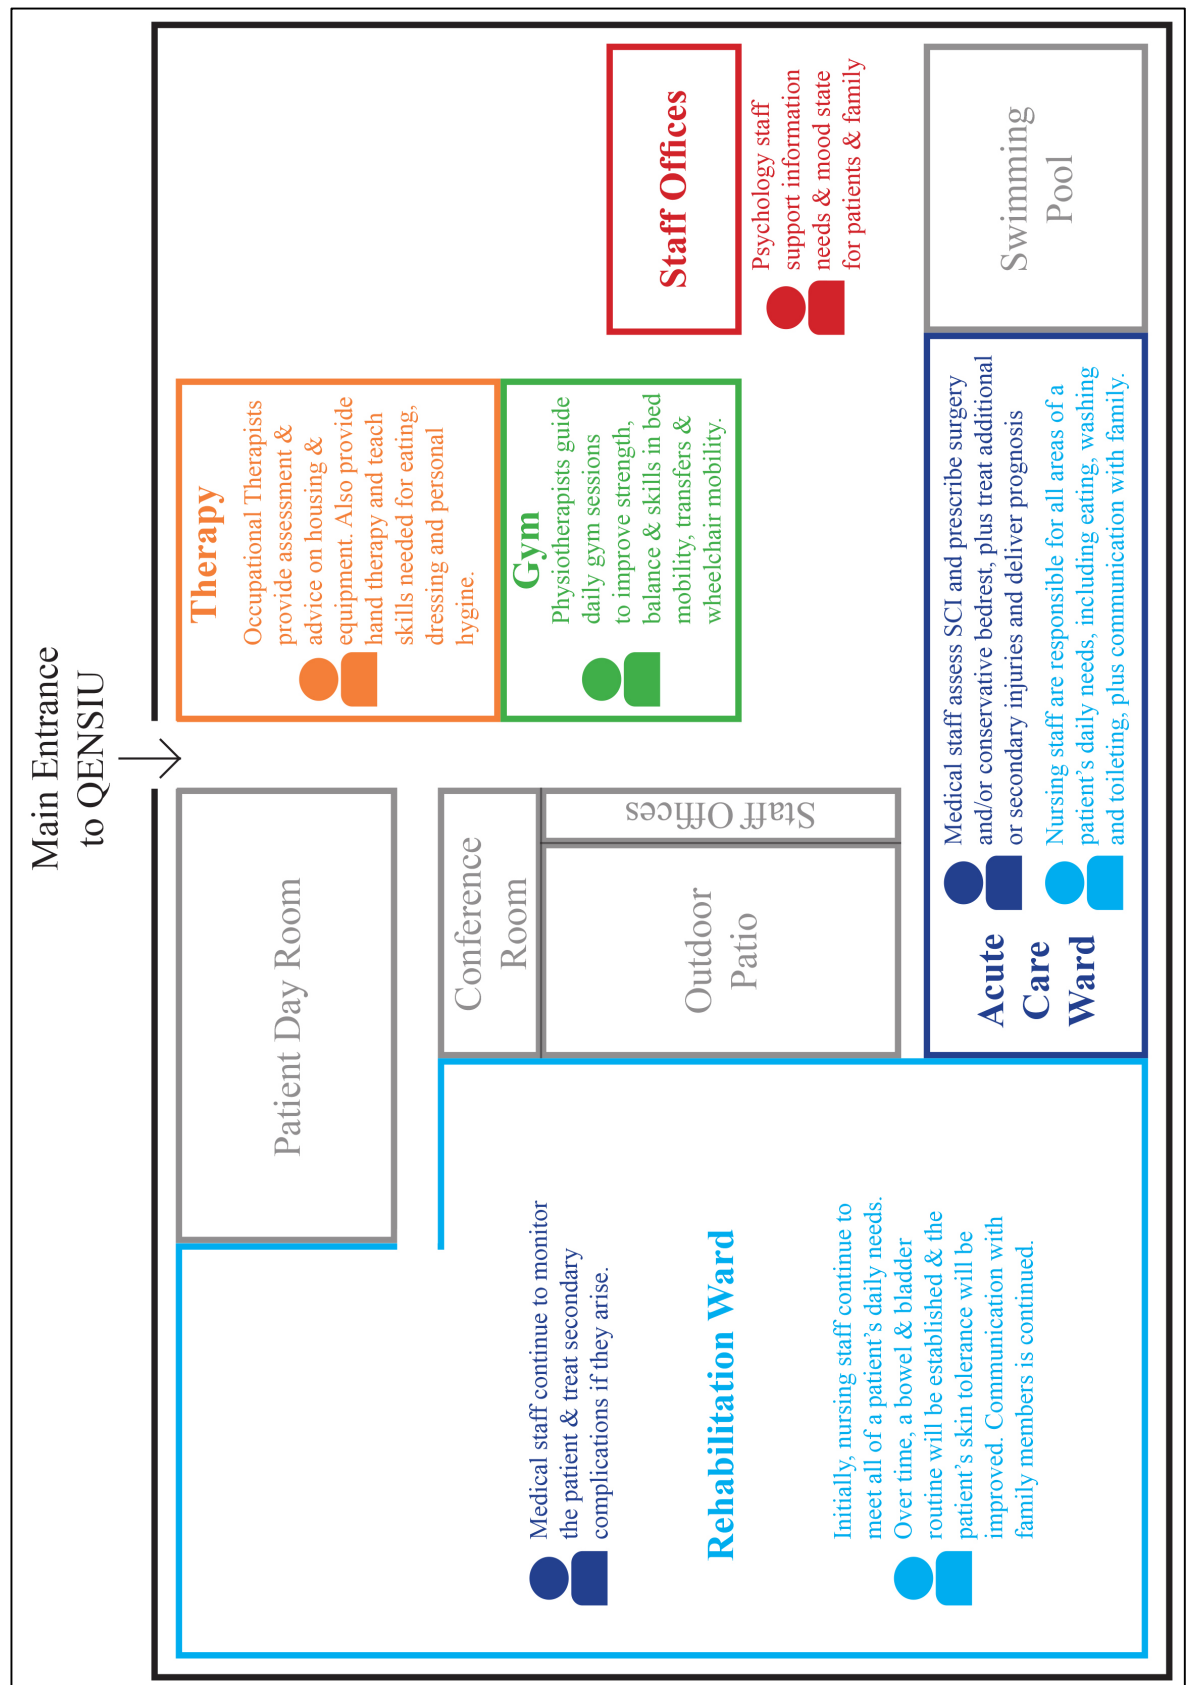 Main Entrance
to QENSIU
Patient Day Room
Therapy
Occupational Therapists
provide assessment &
advice on housing &
equipment. Also provide
hand therapy and teach
skills needed for eating,
dressing and personal
hygine.
Conference
Room
Staff Offices
Outdoor
Patio
Gym
Physiotherapists guide
daily gym sessions
to improve strength,
balance & skills in bed
mobility, transfers &
wheelchair mobility.
Staff Offices
Psychology staff
support information
needs & mood state
for patients & family
Medical staff continue to monitor
the patient & treat secondary
complications if they arise.
Rehabilitation Ward
Initially, nursing staff continue to
meet all of a patient's daily needs.
Over time, a bowel & bladder
routine will be established & the
patient's skin tolerance will be
improved. Communication with
family members is continued.
Acute
Care
Ward
Medical staff assess SCI and prescribe surgery
and/or conservative bedrest, plus treat additional
or secondary injuries and deliver prognosis
Nursing staff are responsible for all areas of a
patient's daily needs, including eating, washing
and toileting, plus communication with family.
Swimming
Pool